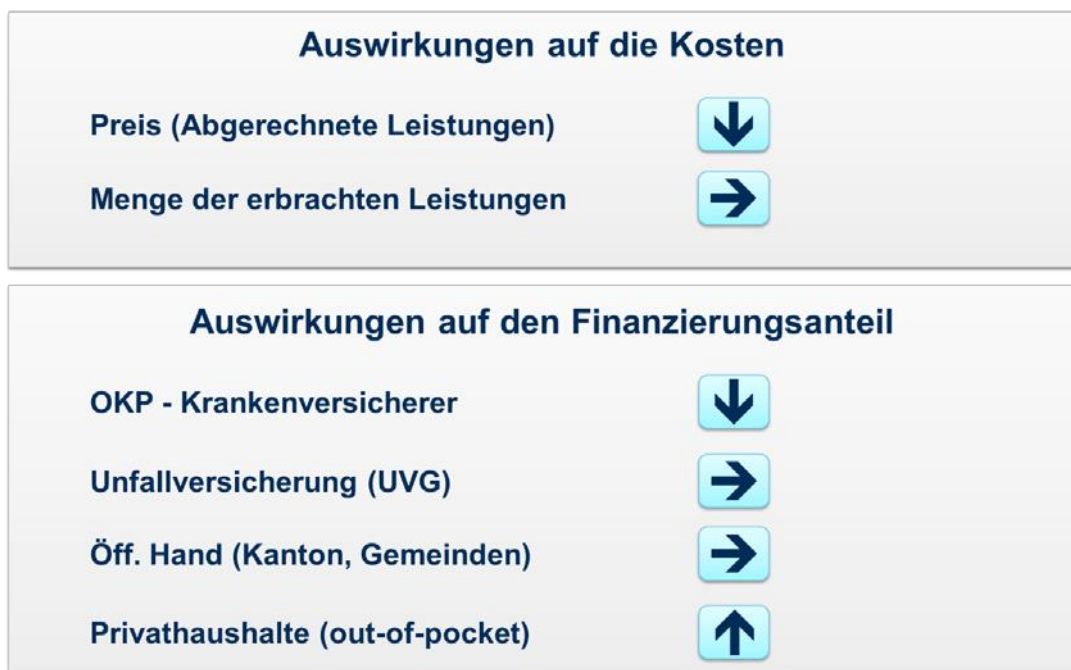 Auswirkungen auf die Kosten
Preis (Abgerechnete Leistungen)
Menge der erbrachten Leistungen
Auswirkungen auf den Finanzierungsanteil
OKP - Krankenversicherer
Unfallversicherung (UVG)
Öff. Hand (Kanton, Gemeinden)
Privathaushalte (out-of-pocket)